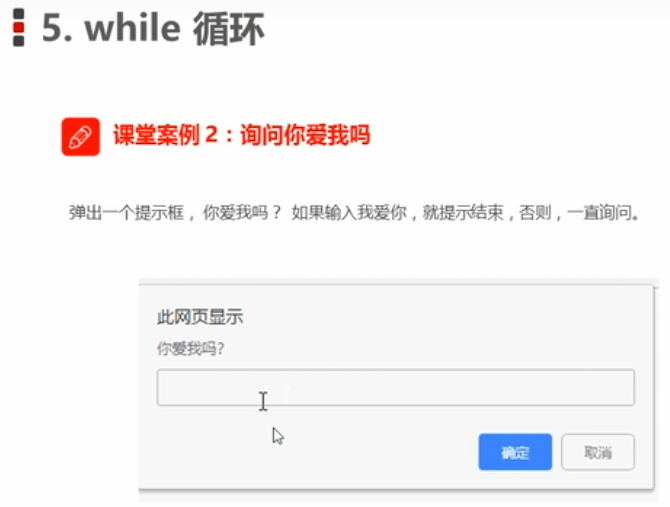 5. while 循环
课堂案例 2：询问你爱我吗
弹出一个提示框，你爱我吗？ 如果输入我爱你，就提示结束，否则，一直询问。
此网页显示
你爱我吗?
确定
取消